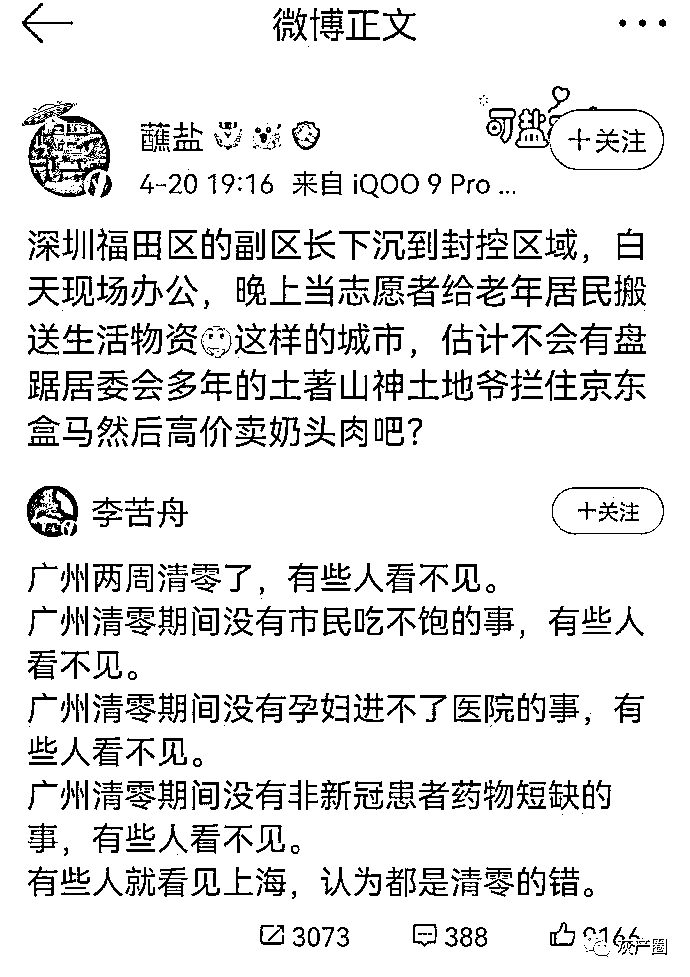 微博正文
蘸盐
+关注
4-20 19:16 来自 iQOO 9 Pro ...
深圳福田区的副区长下沉到封控区域，白
天现场办公，晚上当志愿者给老年居民搬
送生活物资🤔这样的城市，估计不会有盘
踞居委会多年的土著山神土地爷拦住京东
盒马然后高价卖奶头肉吧？
李苦舟
+关注
广州两周清零了，有些人看不见。
广州清零期间没有市民吃不饱的事，有些人
看不见。
广州清零期间没有孕妇进不了医院的事，有
些人看不见。
广州清零期间没有非新冠患者药物短缺的
事，有些人看不见。
有些人就看见上海，认为都是清零的错。
3073 388
灰产圈